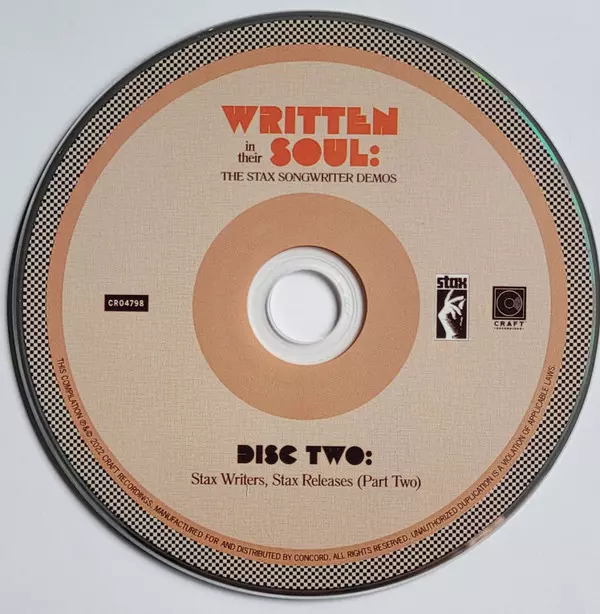 WRITTEN
in their SOUL:
THE STAX SONGWRITER DEMOS
CR04798
stax
CRAFT
RECORDINGS
DISC TWO:
Stax Writers, Stax Releases (Part Two)
THIS COMPILATION ℗&© 2022 CRAFT RECORDINGS, MANUFACTURED FOR AND DISTRIBUTED BY CONCORD. ALL RIGHTS RESERVED. UNAUTHORIZED DUPLICATION IS A VIOLATION OF APPLICABLE LAWS.